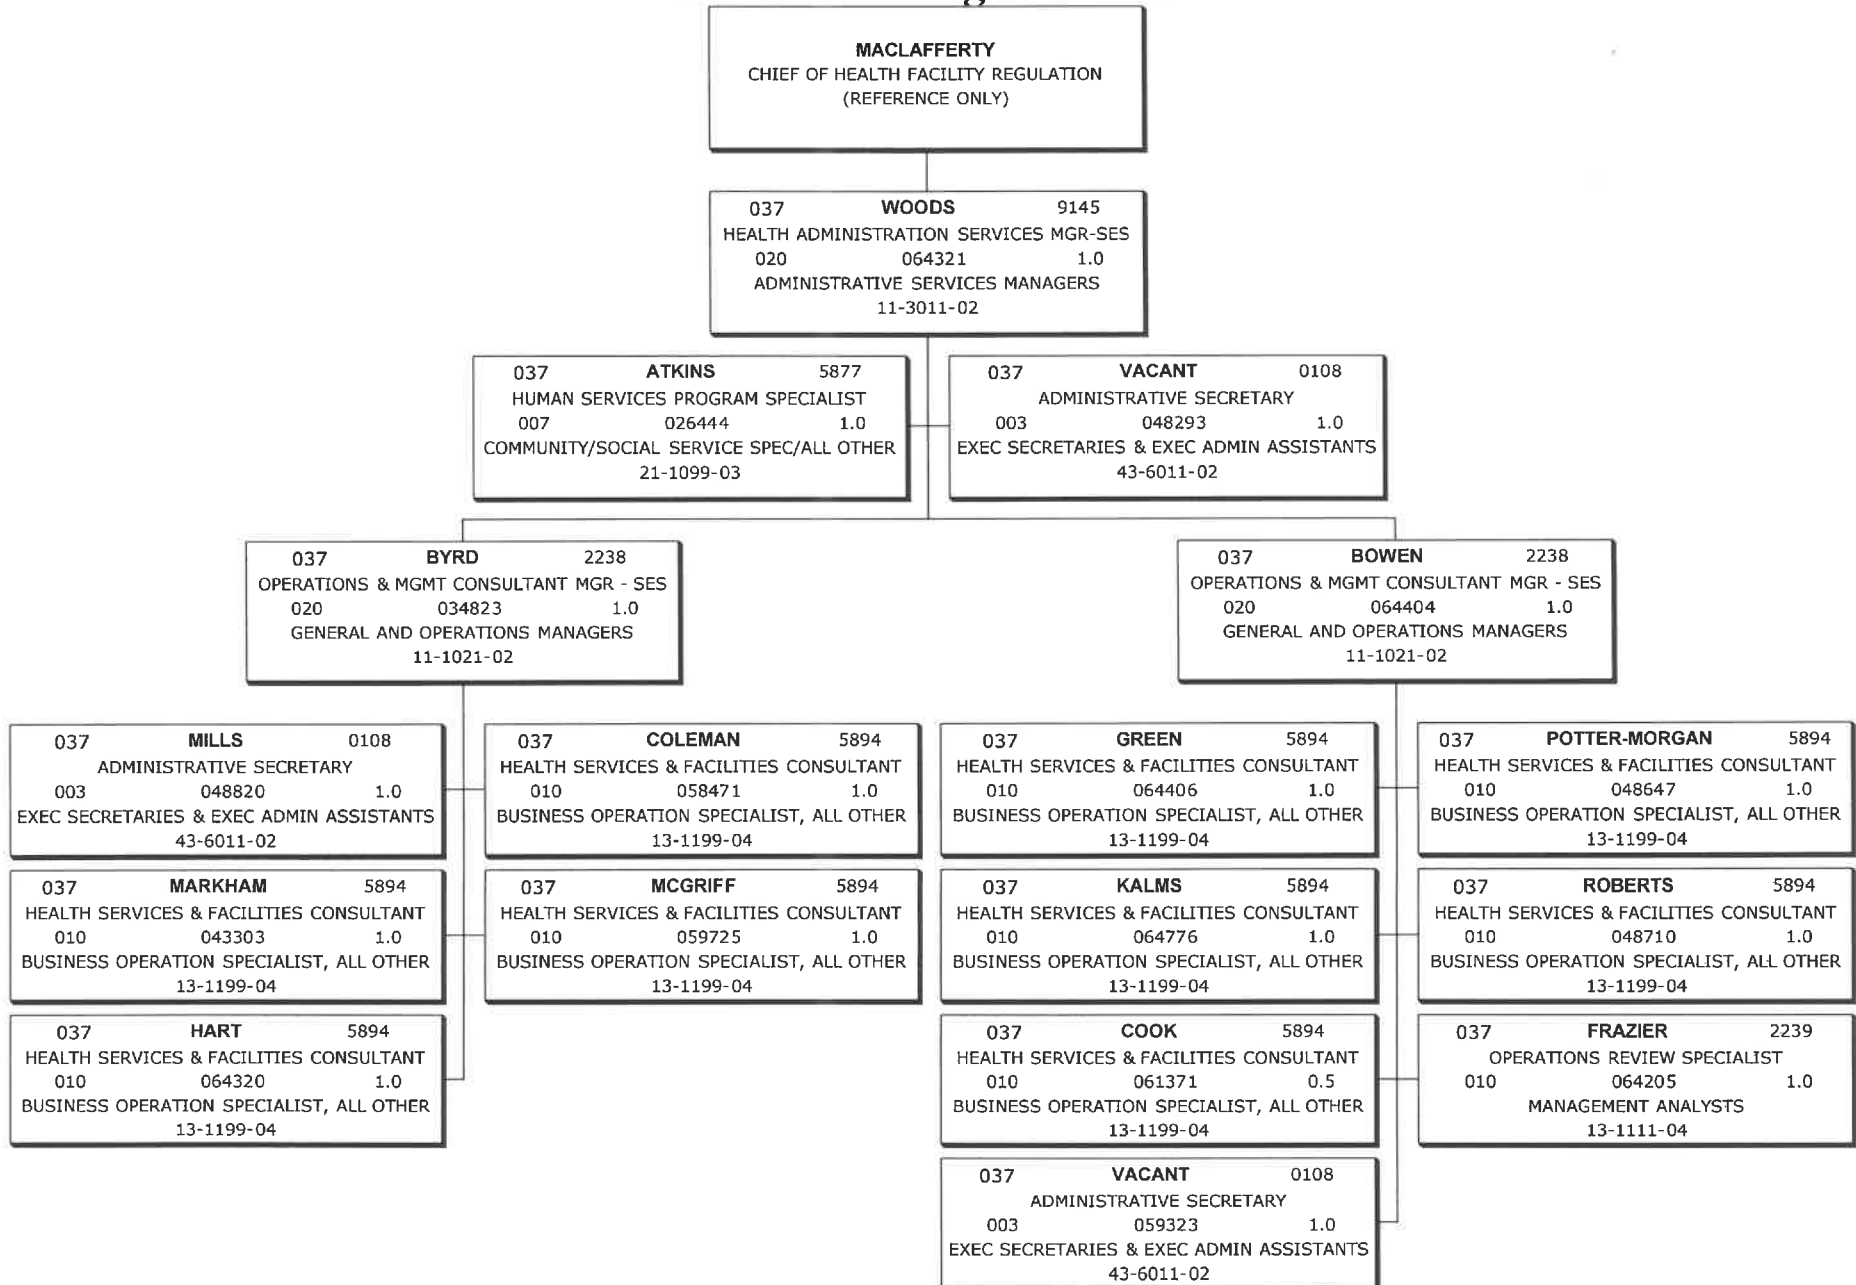 MACLAFFERTY
CHIEF OF HEALTH FACILITY REGULATION
(REFERENCE ONLY)
037 WOODS 9145
HEALTH ADMINISTRATION SERVICES MGR-SES
020 064321 1.0
ADMINISTRATIVE SERVICES MANAGERS
11-3011-02
037 ATKINS 5877
HUMAN SERVICES PROGRAM SPECIALIST
007 026444 1.0
COMMUNITY/SOCIAL SERVICE SPEC/ALL OTHER
21-1099-03
037 VACANT 0108
ADMINISTRATIVE SECRETARY
003 048293 1.0
EXEC SECRETARIES & EXEC ADMIN ASSISTANTS
43-6011-02
037 BYRD 2238
OPERATIONS & MGMT CONSULTANT MGR - SES
020 034823 1.0
GENERAL AND OPERATIONS MANAGERS
11-1021-02
037 BOWEN 2238
OPERATIONS & MGMT CONSULTANT MGR - SES
020 064404 1.0
GENERAL AND OPERATIONS MANAGERS
11-1021-02
037 MILLS 0108
ADMINISTRATIVE SECRETARY
003 048820 1.0
EXEC SECRETARIES & EXEC ADMIN ASSISTANTS
43-6011-02
037 COLEMAN 5894
HEALTH SERVICES & FACILITIES CONSULTANT
010 058471 1.0
BUSINESS OPERATION SPECIALIST, ALL OTHER
13-1199-04
037 GREEN 5894
HEALTH SERVICES & FACILITIES CONSULTANT
010 064406 1.0
BUSINESS OPERATION SPECIALIST, ALL OTHER
13-1199-04
037 POTTER-MORGAN 5894
HEALTH SERVICES & FACILITIES CONSULTANT
010 048647 1.0
BUSINESS OPERATION SPECIALIST, ALL OTHER
13-1199-04
037 MARKHAM 5894
HEALTH SERVICES & FACILITIES CONSULTANT
010 043303 1.0
BUSINESS OPERATION SPECIALIST, ALL OTHER
13-1199-04
037 MCGRIFF 5894
HEALTH SERVICES & FACILITIES CONSULTANT
010 059725 1.0
BUSINESS OPERATION SPECIALIST, ALL OTHER
13-1199-04
037 KALMS 5894
HEALTH SERVICES & FACILITIES CONSULTANT
010 064776 1.0
BUSINESS OPERATION SPECIALIST, ALL OTHER
13-1199-04
037 ROBERTS 5894
HEALTH SERVICES & FACILITIES CONSULTANT
010 048710 1.0
BUSINESS OPERATION SPECIALIST, ALL OTHER
13-1199-04
037 HART 5894
HEALTH SERVICES & FACILITIES CONSULTANT
010 064320 1.0
BUSINESS OPERATION SPECIALIST, ALL OTHER
13-1199-04
037 COOK 5894
HEALTH SERVICES & FACILITIES CONSULTANT
010 061371 0.5
BUSINESS OPERATION SPECIALIST, ALL OTHER
13-1199-04
037 FRAZIER 2239
OPERATIONS REVIEW SPECIALIST
010 064205 1.0
MANAGEMENT ANALYSTS
13-1111-04
037 VACANT 0108
ADMINISTRATIVE SECRETARY
003 059323 1.0
EXEC SECRETARIES & EXEC ADMIN ASSISTANTS
43-6011-02